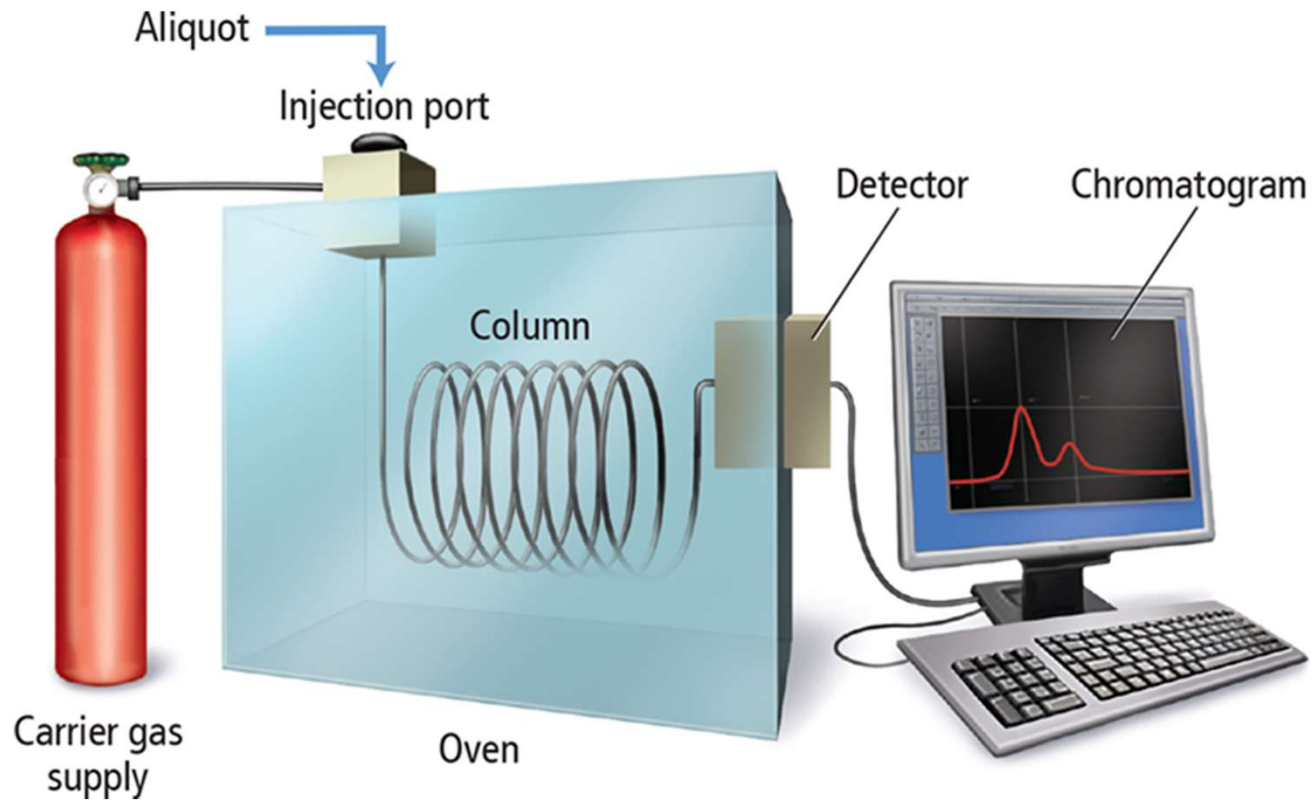 Aliquot
Injection port
Detector
Chromatogram
Column
Carrier gas
supply
Oven